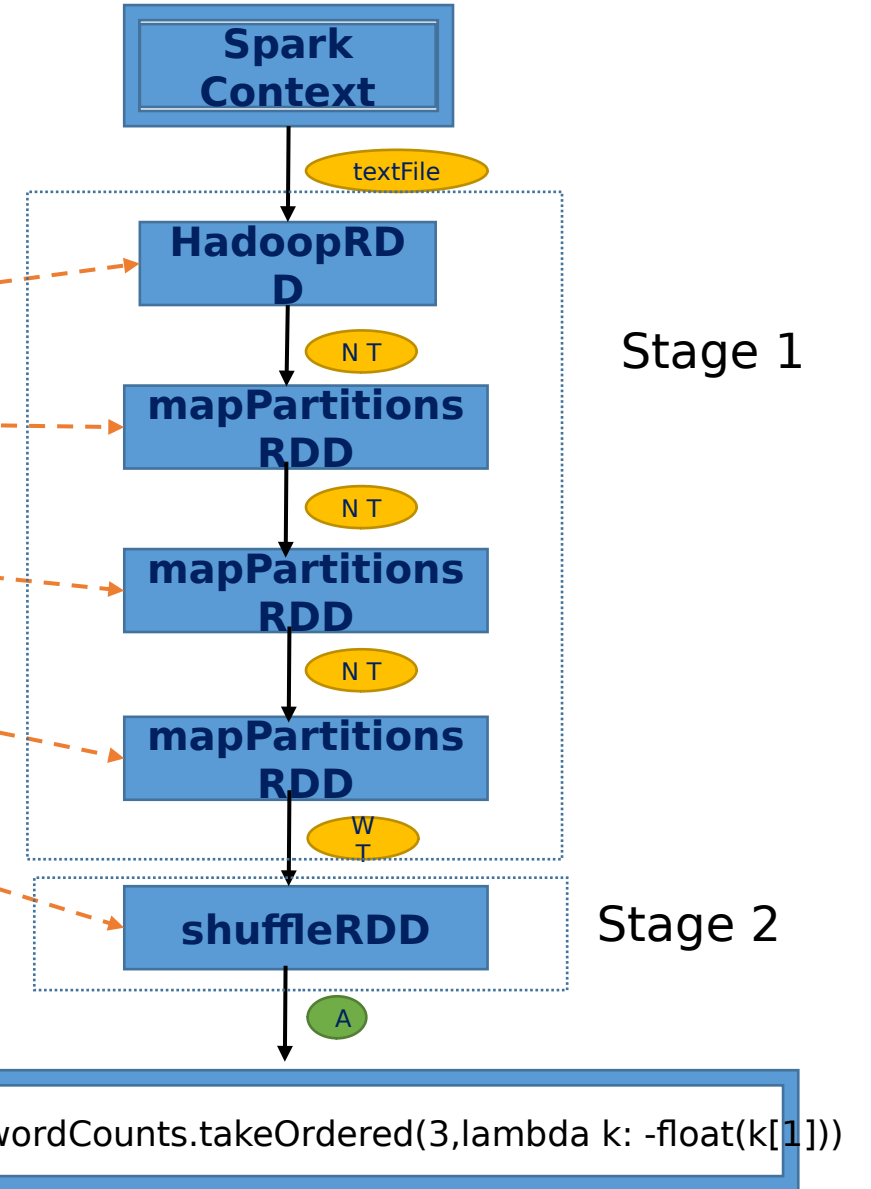 Spark
Context
textFile
HadoopRD
D
N T
Stage 1
mapPartitions
RDD
N T
mapPartitions
RDD
N T
mapPartitions
RDD
W
T
shuffleRDD
Stage 2
A
wordCounts.takeOrdered(3,lambda k: -float(k[1]))